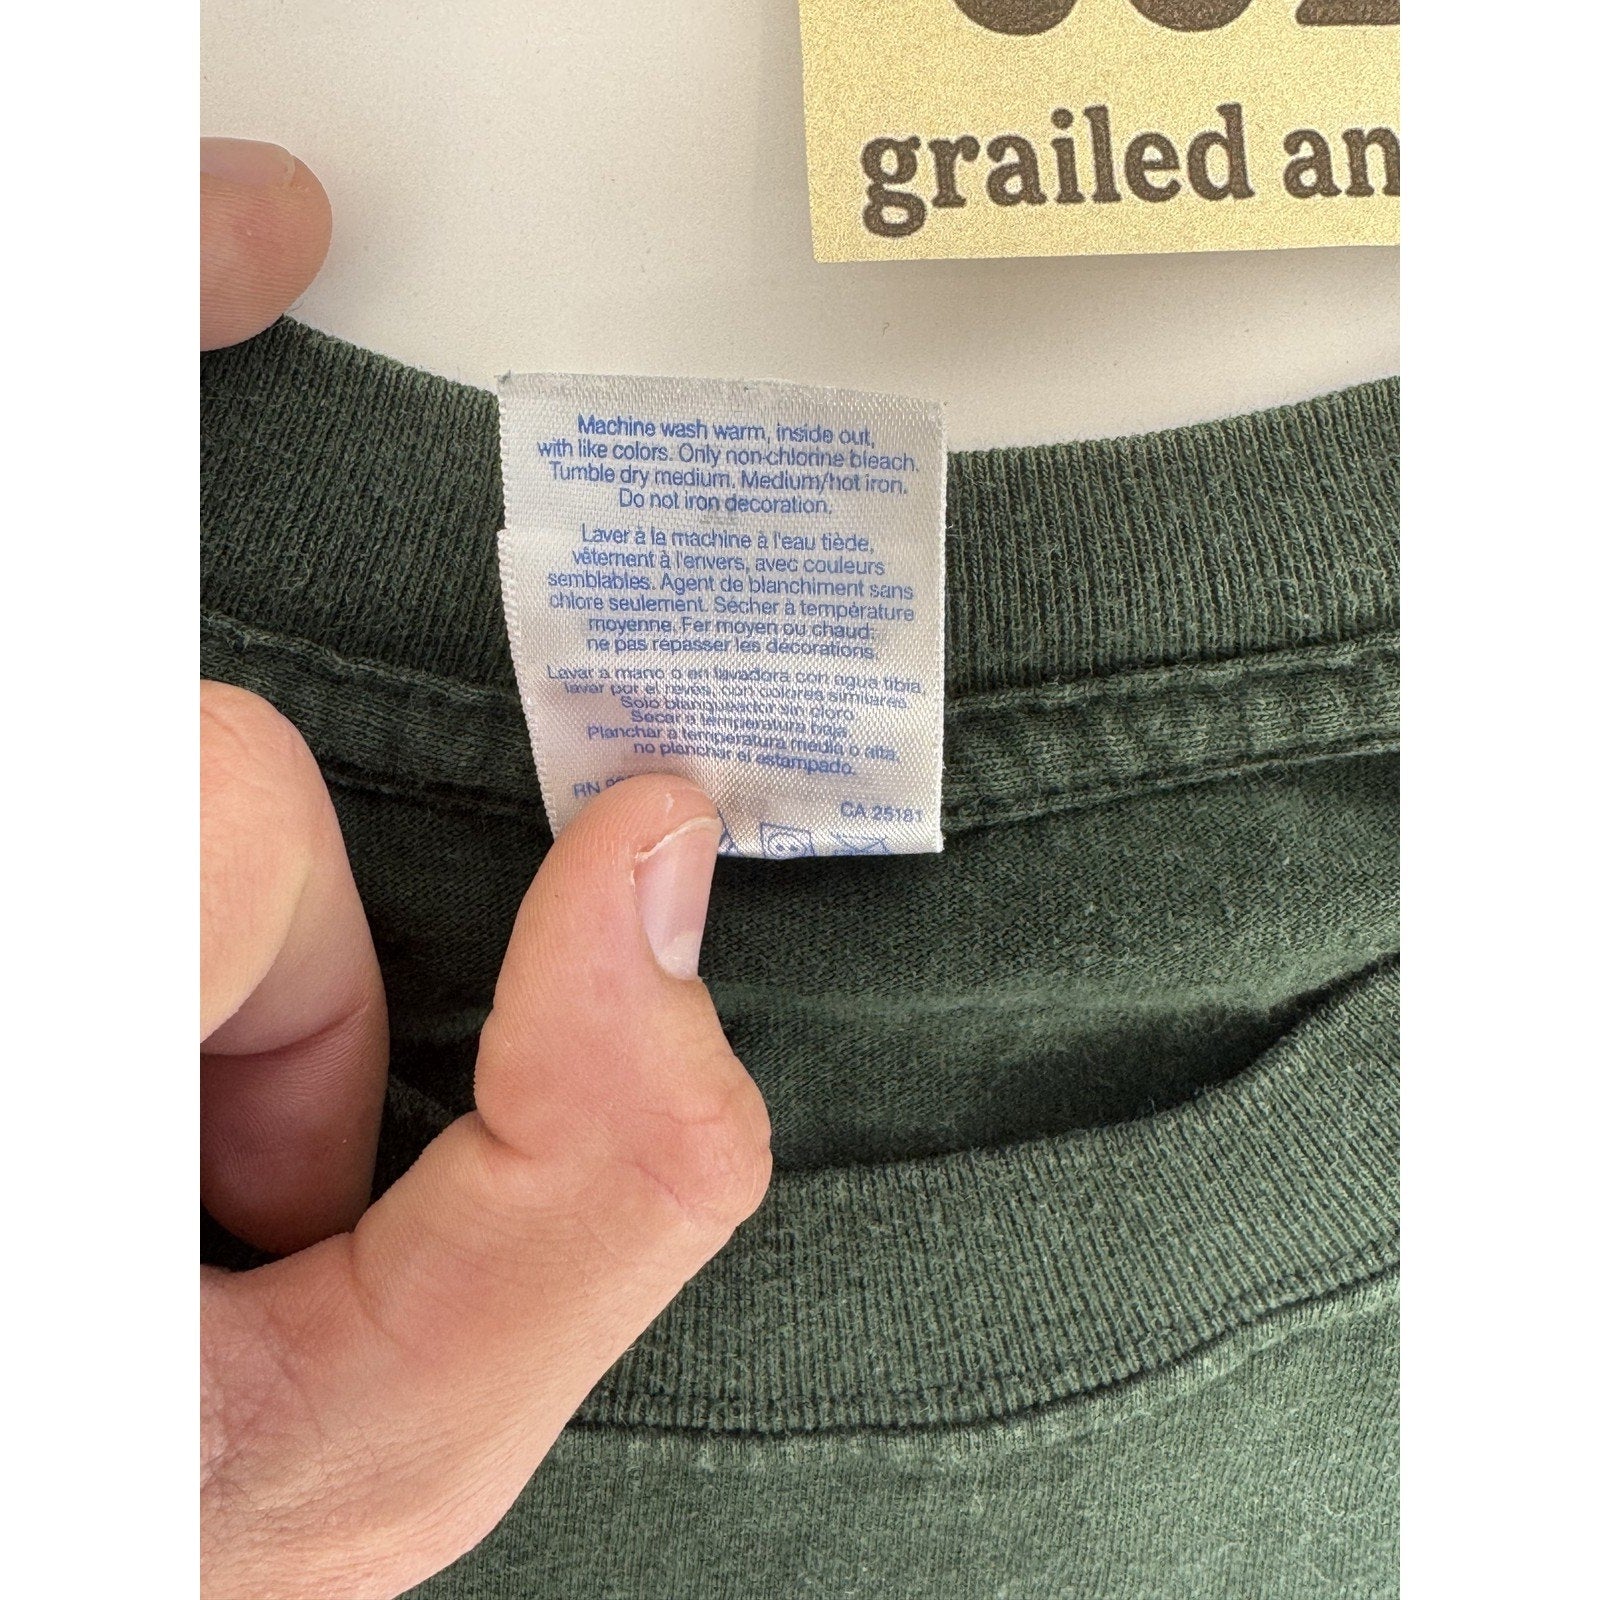 grailed an
Machine wash warm, inside out,
with like colors. Only non-chlorine bleach.
Tumble dry medium. Medium/hot iron.
Do not iron decoration.
Laver à la machine à l'eau tiède,
vêtement à l'envers, avec couleurs
semblables. Agent de blanchiment sans
chlore seulement. Sécher à température
moyenne. Fer moyen ou chaud;
ne pas repasser les décorations.
Lavar a mano o en lavadora con agua tibia,
lavar por el revés, con colores similares.
Solo blanqueador sin cloro
Secar a temperatura baja.
Planchar a temperatura media o alta,
no planchar el estampado.
RN
CA 25181